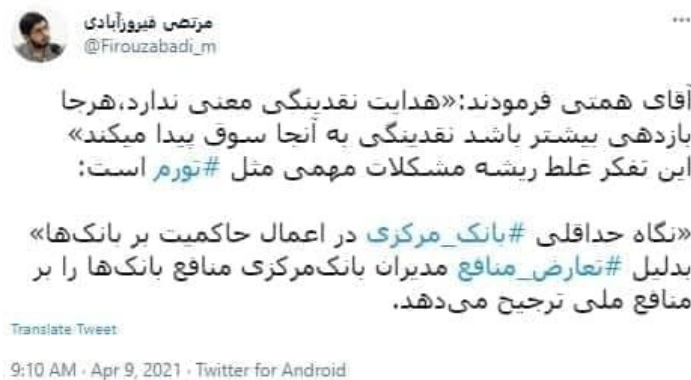 مرتضی فیروزآبادی
@Firouzabadi_m
آقای همتی فرمودند:«هدایت نقدینگی معنی ندارد،هرجا
بازدهی بیشتر باشد نقدینگی به آنجا سوق پیدا میکند»
این تفکر غلط ریشه مشکلات مهمی مثل #تورم است:
«نگاه حداقلی #بانک_مرکزی در اعمال حاکمیت بر بانک‌ها»
بدلیل #تعارض_منافع مدیران بانک‌مرکزی منافع بانک‌ها را بر
منافع ملی ترجیح می‌دهد.
Translate Tweet
9:10 AM · Apr 9, 2021 · Twitter for Android